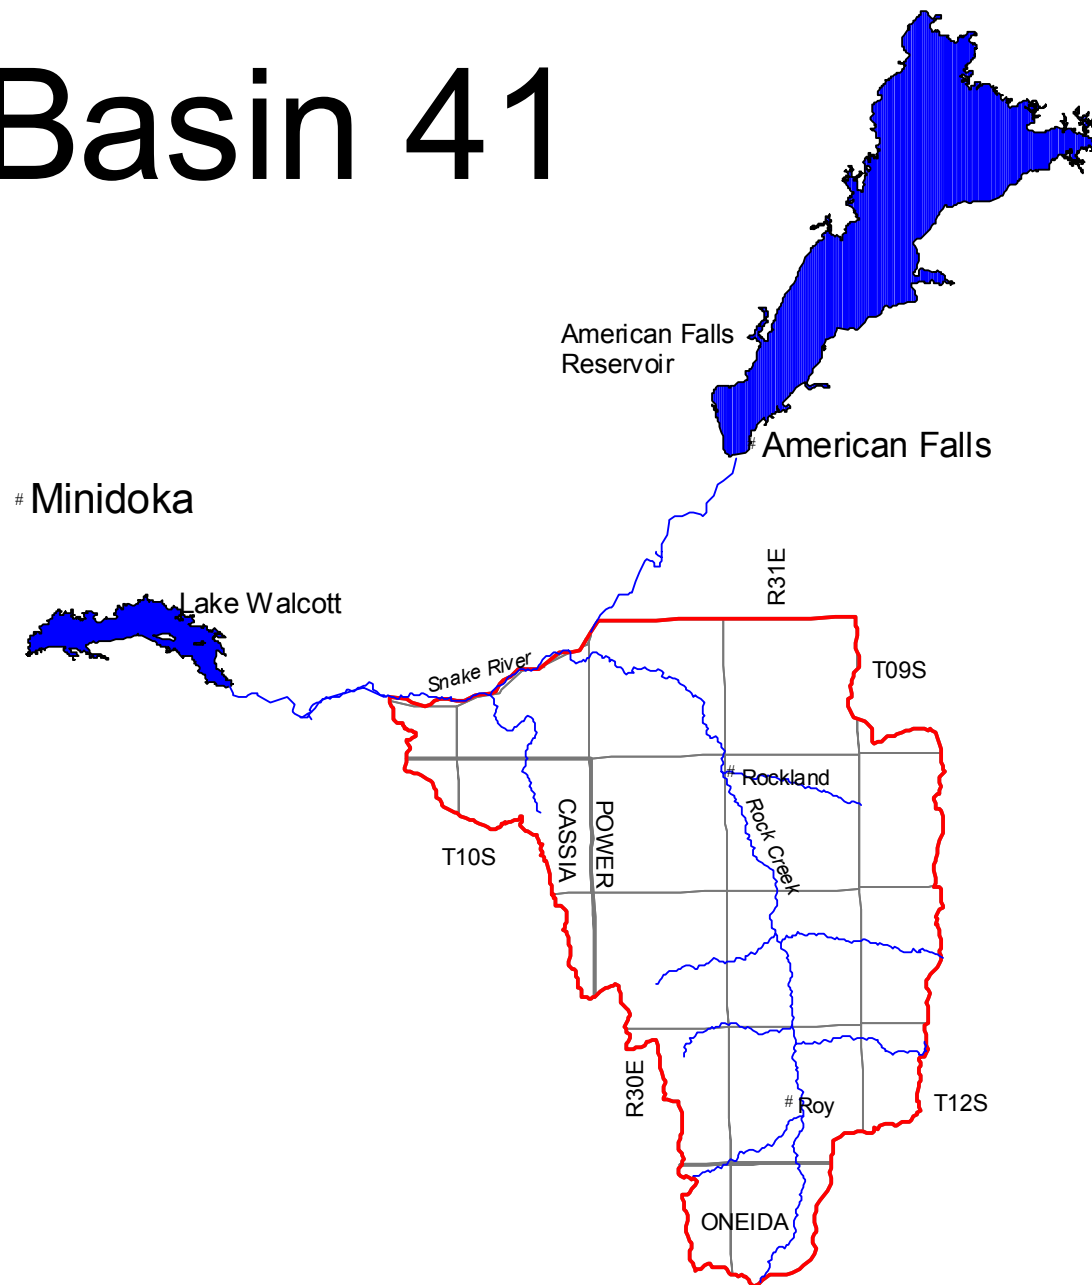 Basin 41
American Falls
Reservoir
# American Falls
# Minidoka
R31E
Lake Walcott
Snake River
T09S
# Rockland
Rock Creek
CASSIA
POWER
T10S
R30E
# Roy
T12S
ONEIDA